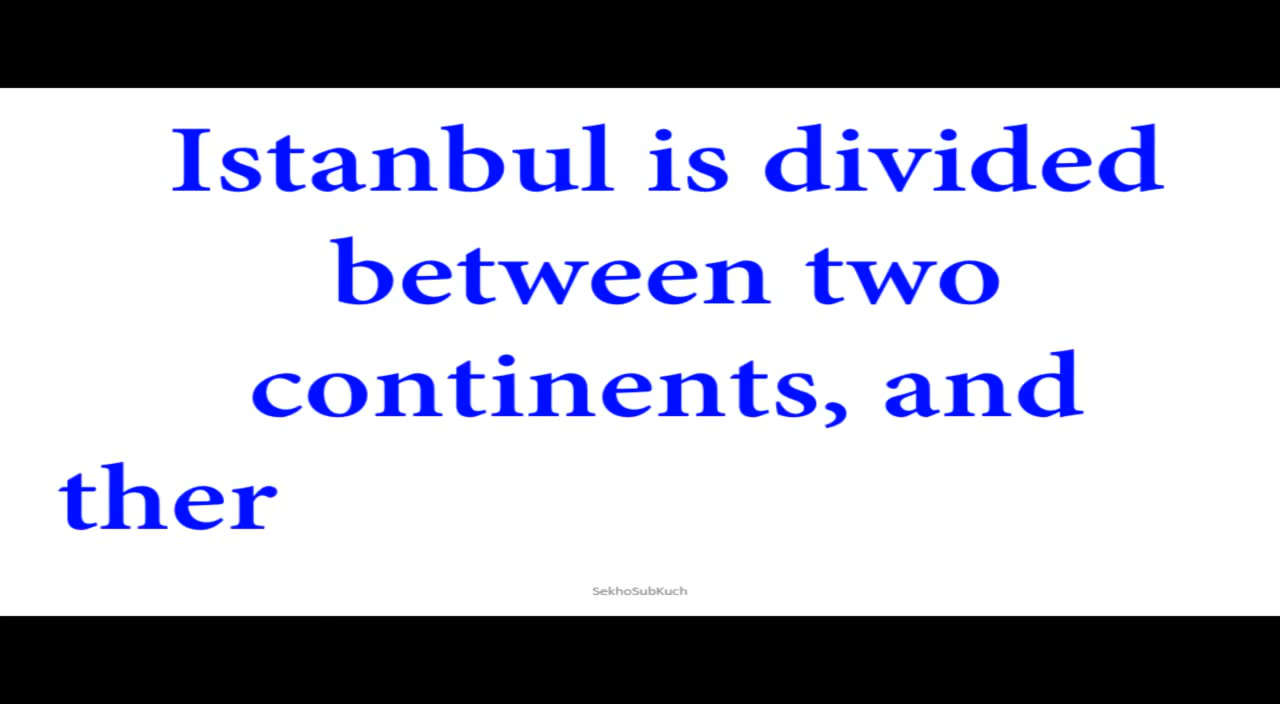 Istanbul is divided
between two
continents, and
ther
SekhoSubKuch